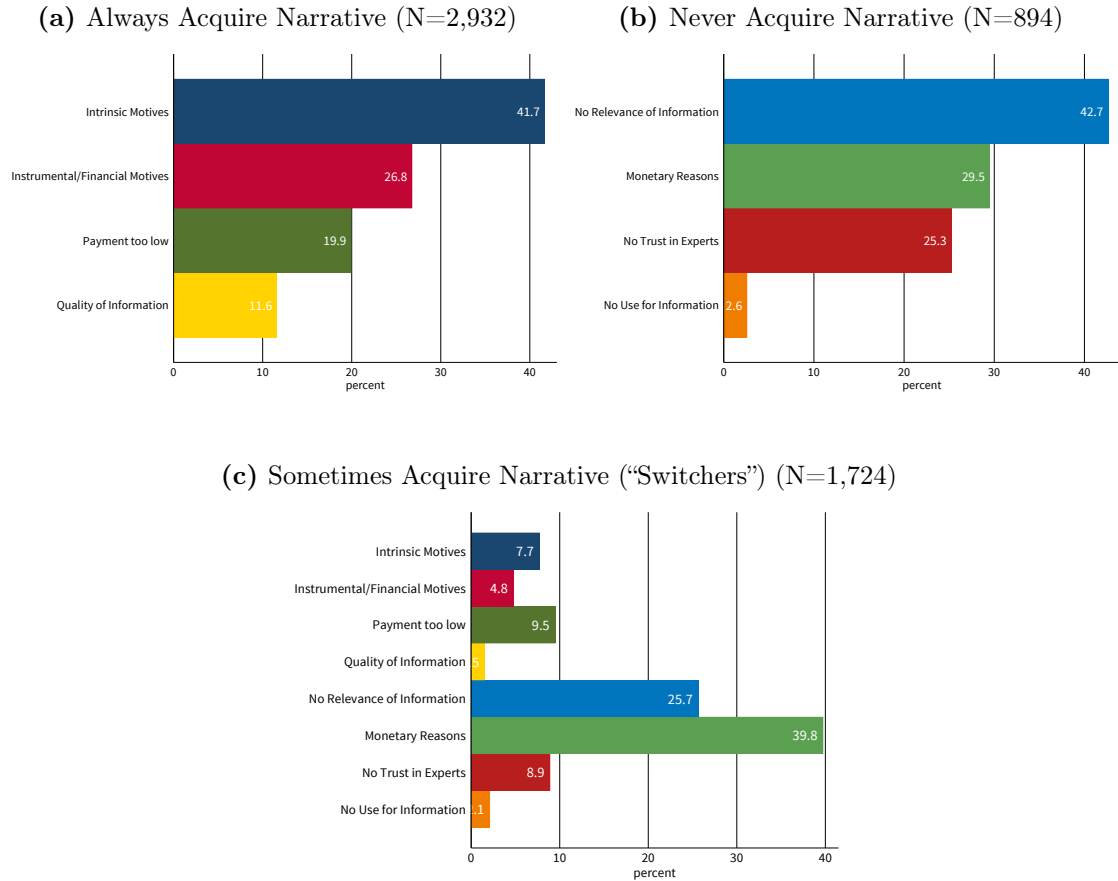 (a) Always Acquire Narrative (N=2,932)
Intrinsic Motives
41.7
Instrumental/Financial Motives
26.8
Payment too low
19.9
Quality of Information
11.6
0 10 20 30 40
percent
(b) Never Acquire Narrative (N=894)
No Relevance of Information
42.7
Monetary Reasons
29.5
No Trust in Experts
25.3
No Use for Information
2.6
0 10 20 30 40
percent
(c) Sometimes Acquire Narrative (“Switchers”) (N=1,724)
Intrinsic Motives
7.7
Instrumental/Financial Motives
4.8
Payment too low
9.5
Quality of Information
No Relevance of Information
25.7
Monetary Reasons
39.8
No Trust in Experts
8.9
No Use for Information
0 10 20 30 40
percent